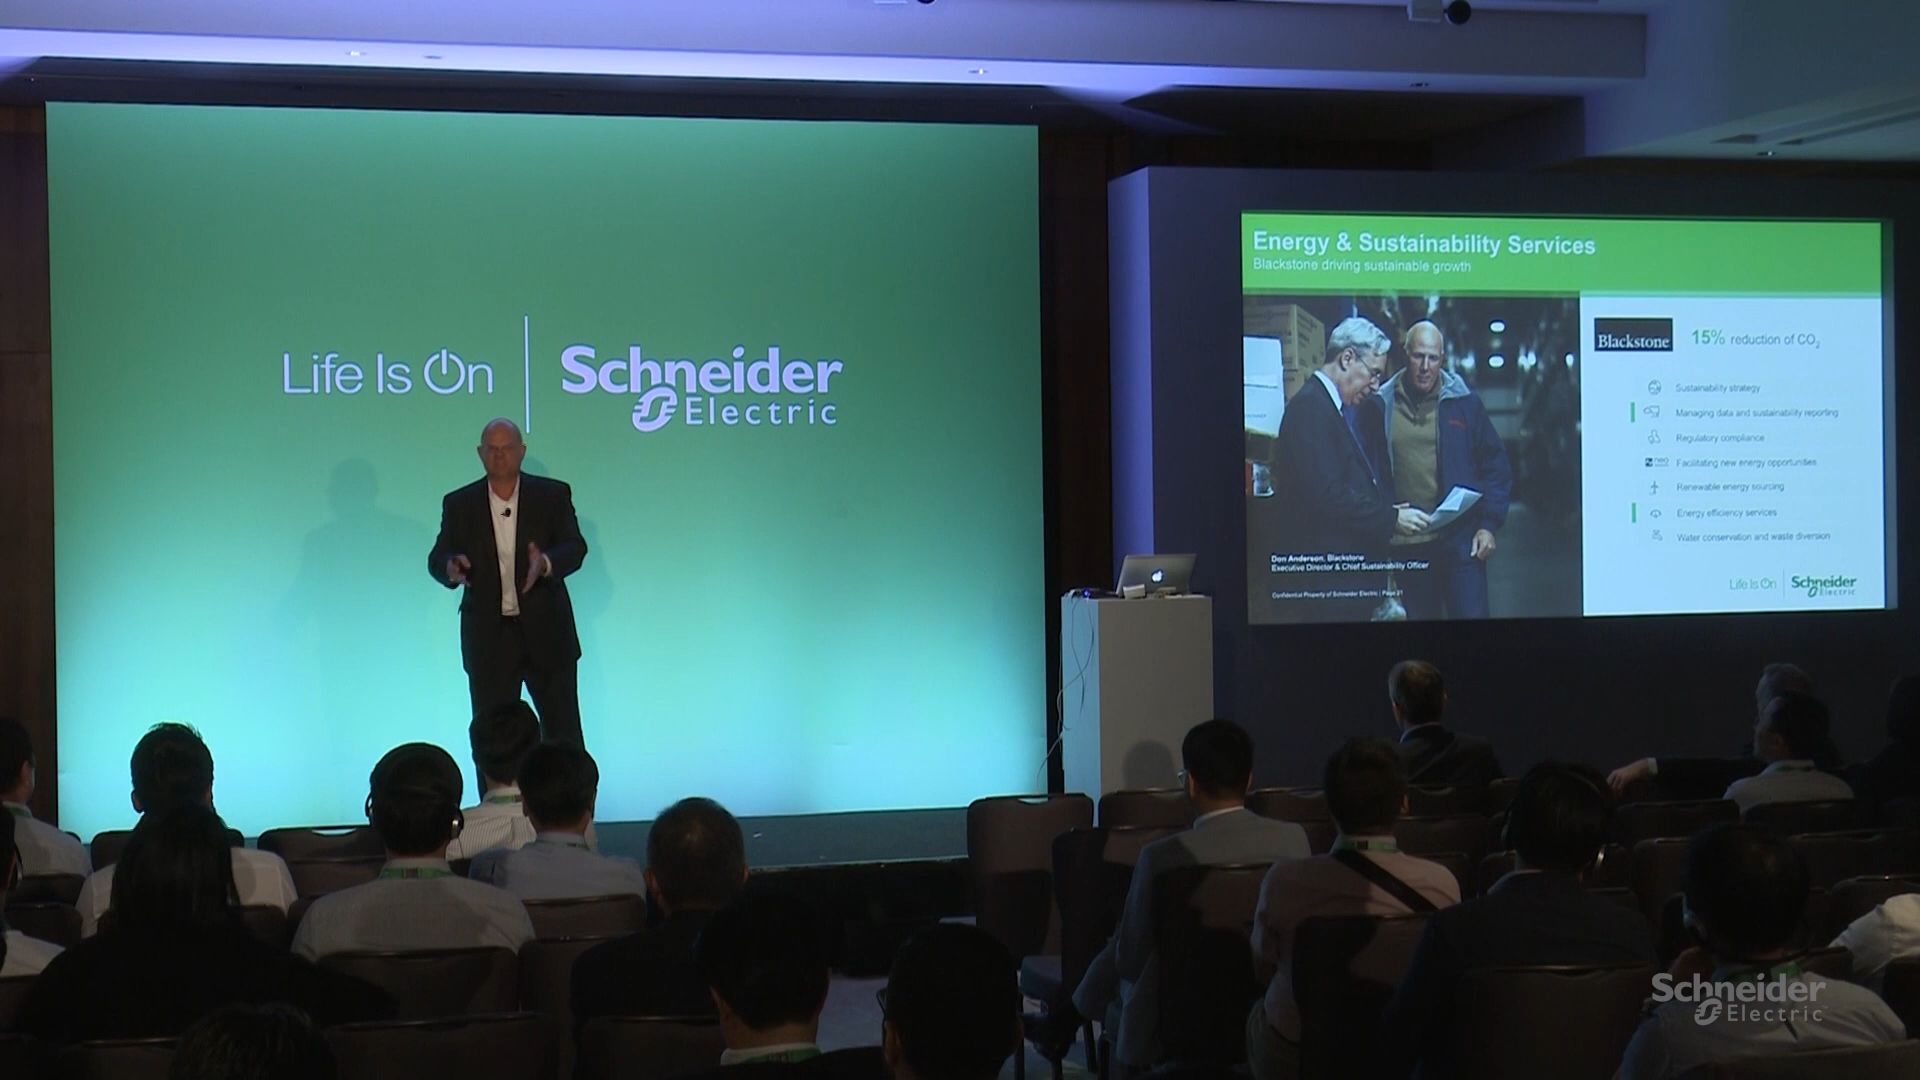 Life Is On
Schneider
Electric
Energy & Sustainability Services
Blackstone driving sustainable growth
Blackstone
15% reduction of CO2
Sustainability strategy
Managing data and sustainability reporting
Regulatory compliance
neo
Facilitating new energy opportunities
Renewable energy sourcing
Energy efficiency services
Water conservation and waste diversion
Don Anderson, Blackstone
Executive Director & Chief Sustainability Officer
Confidential Property of Schneider Electric | Page 21
Life Is On
Schneider
Electric
Schneider
Electric